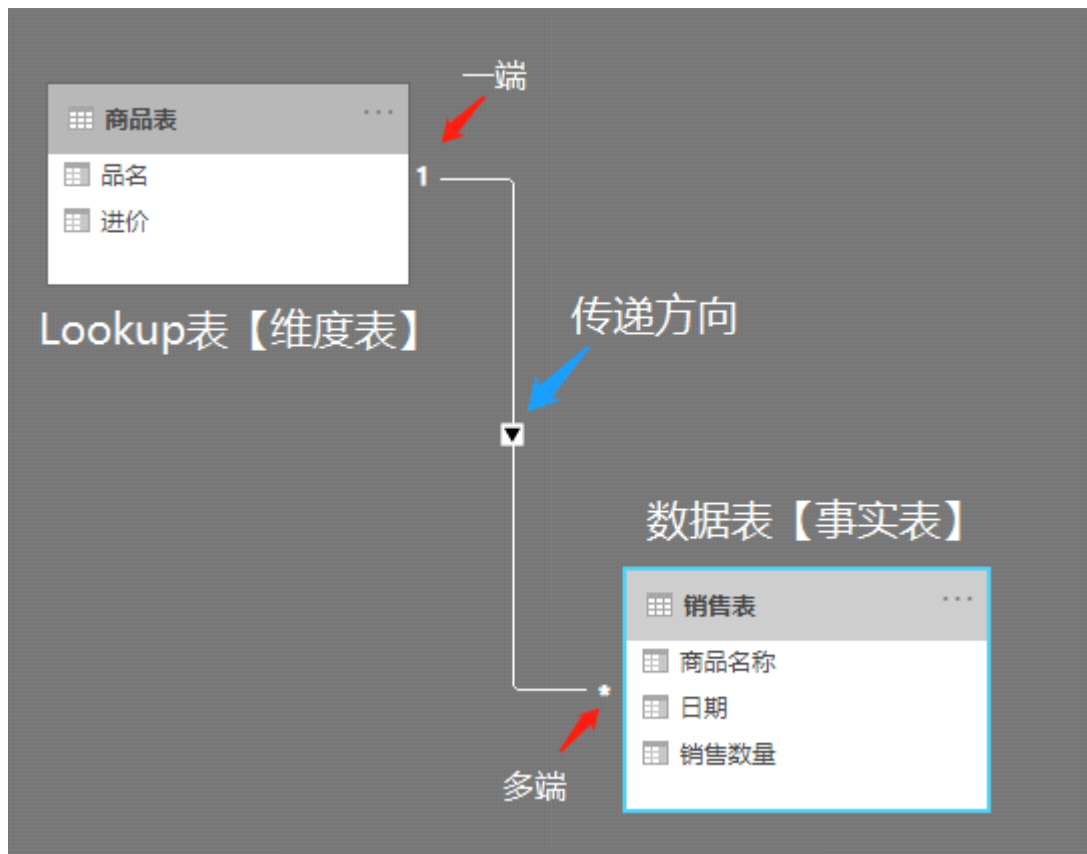 一端
商品表
品名
1
进价
Lookup表【维度表】
传递方向
数据表【事实表】
销售表
商品名称
*
日期
销售数量
多端